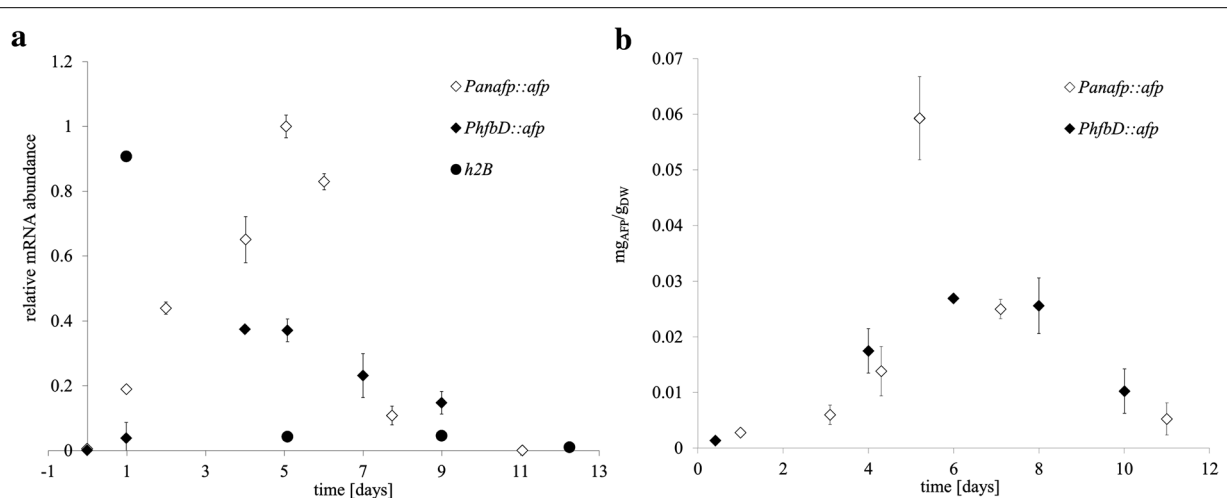 a
1.2
1
0.8
0.6
0.4
0.2
0
-1
1
3
5
7
9
11
13
relative mRNA abundance
time [days]
Panafp::afp
PhfbD::afp
h2B
b
0.07
0.06
0.05
0.04
0.03
0.02
0.01
0
0
2
4
6
8
10
12
mgAFP/gDW
time [days]
Panafp::afp
PhfbD::afp